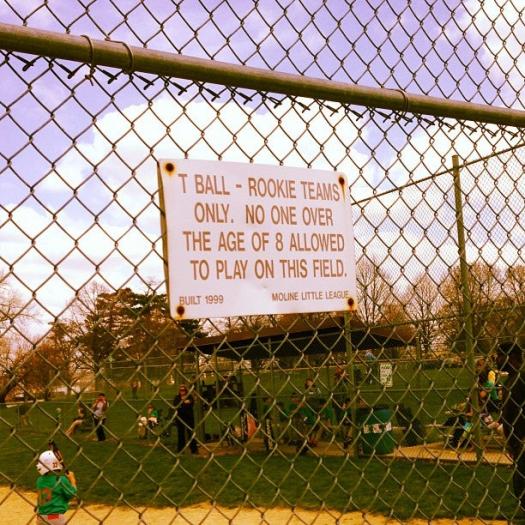 T BALL - ROOKIE TEAMS
ONLY. NO ONE OVER
THE AGE OF 8 ALLOWED
TO PLAY ON THIS FIELD.
BUILT 1999 MOLINE LITTLE LEAGUE